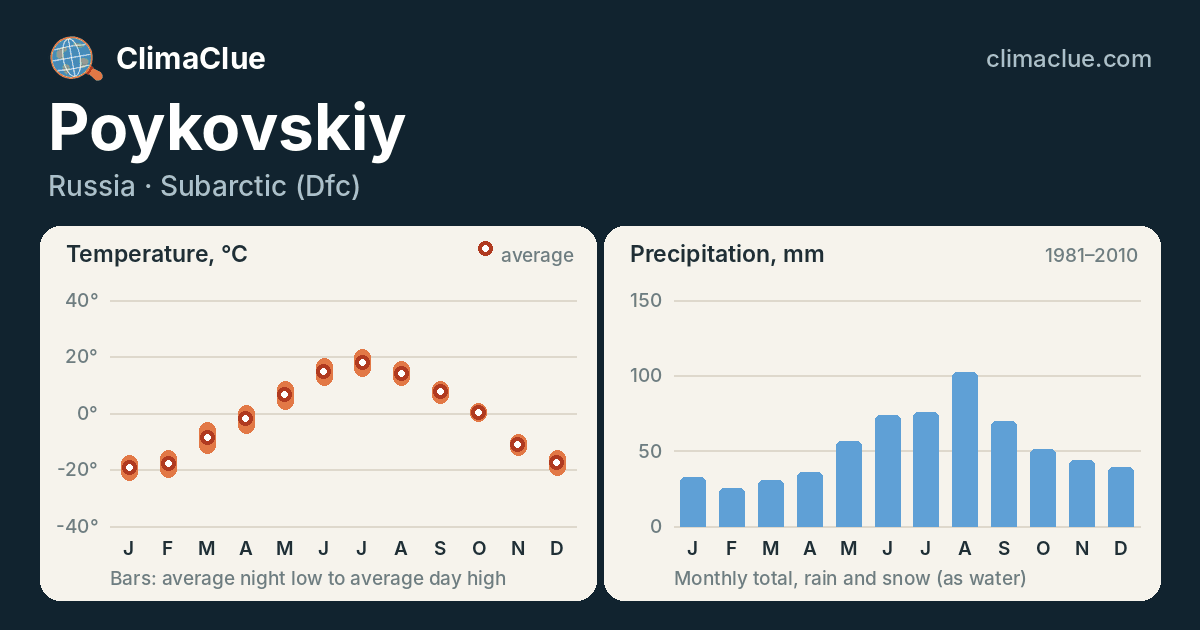 ClimaClue
climaclue.com
Poykovskiy
Russia · Subarctic (Dfc)
Temperature, °C
average
40°
20°
0°
-20°
-40°
J F M A M J J A S O N D
Bars: average night low to average day high
Precipitation, mm
1981–2010
150
100
50
0
J F M A M J J A S O N D
Monthly total, rain and snow (as water)